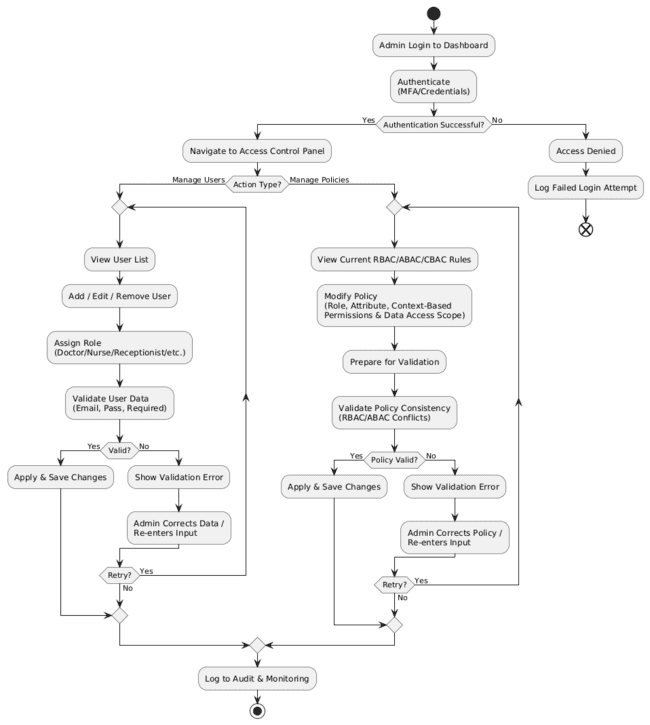 Admin Login to Dashboard
Authenticate
(MFA/Credentials)
Yes
Authentication Successful?
No
Navigate to Access Control Panel
Access Denied
Log Failed Login Attempt
Manage Users
Action Type?
Manage Policies
View User List
Add / Edit / Remove User
Assign Role
(Doctor/Nurse/Receptionist/etc.)
Validate User Data
(Email, Pass, Required)
Yes
Valid?
No
Apply & Save Changes
Show Validation Error
Admin Corrects Data /
Re-enters Input
Retry?
Yes
No
View Current RBAC/ABAC/CBAC Rules
Modify Policy
(Role, Attribute, Context-Based
Permissions & Data Access Scope)
Prepare for Validation
Validate Policy Consistency
(RBAC/ABAC Conflicts)
Yes
Policy Valid?
No
Apply & Save Changes
Show Validation Error
Admin Corrects Policy /
Re-enters Input
Retry?
Yes
No
Log to Audit & Monitoring